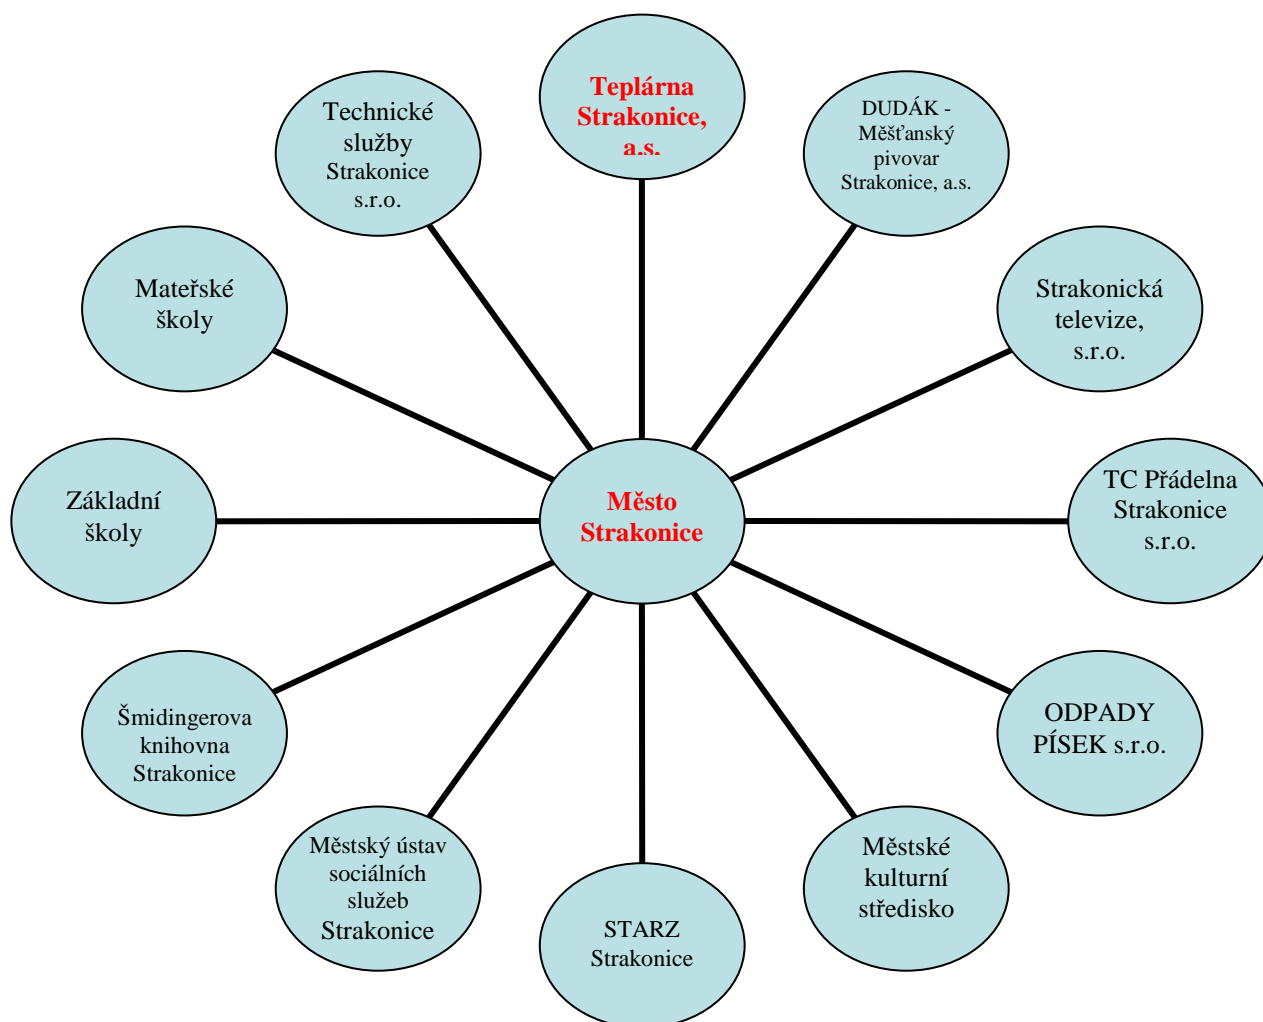 Teplárna
Strakonice,
a.s.
DUDÁK -
Měšťanský
pivovar
Strakonice, a.s.
Strakonická
televize,
s.r.o.
TC Přádelna
Strakonice
s.r.o.
ODPADY
PÍSEK s.r.o.
Městské
kulturní
středisko
STARZ
Strakonice
Městský ústav
sociálních
služeb
Strakonice
Šmidingerova
knihovna
Strakonice
Základní
školy
Mateřské
školy
Technické
služby
Strakonice
s.r.o.
Město
Strakonice